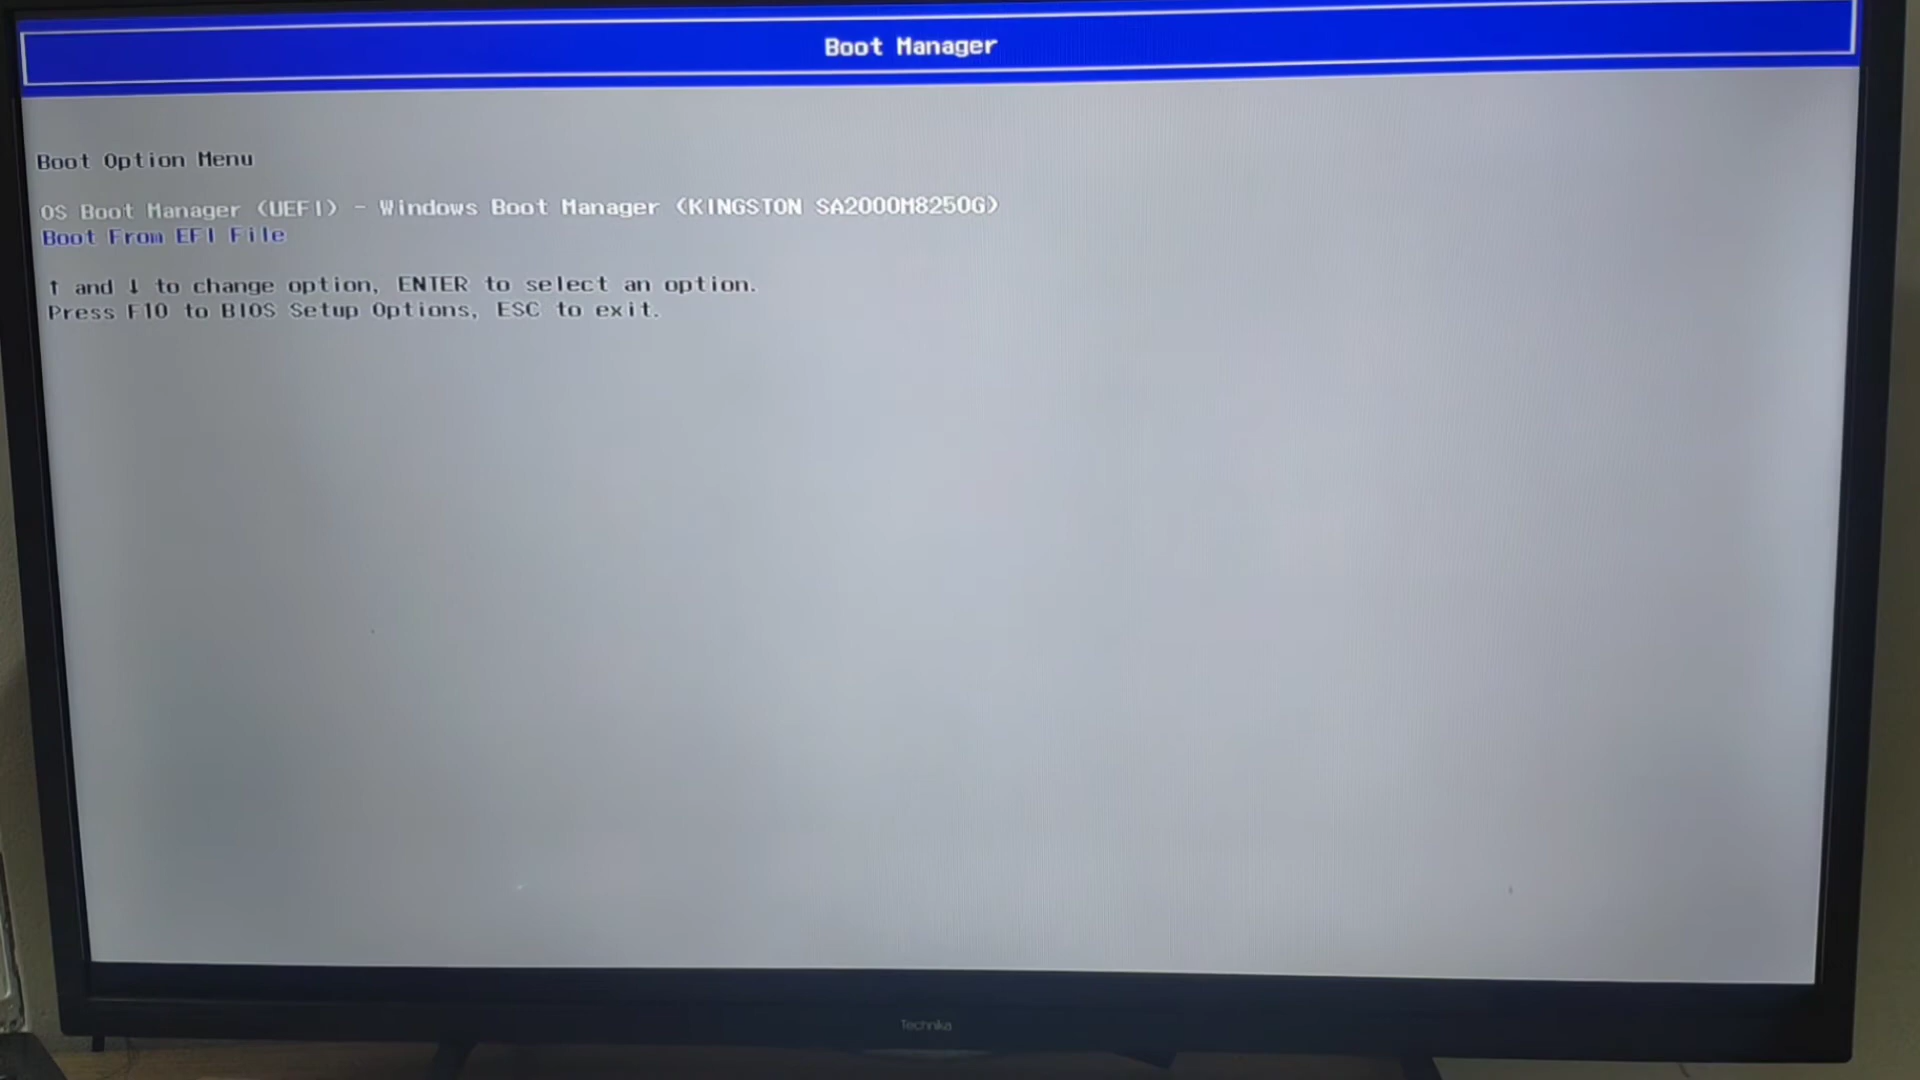 Boot Manager
Boot Option Menu
OS Boot Manager (UEFI) - Windows Boot Manager (KINGSTON SA2000M8250G)
Boot From EFI File
↑ and ↓ to change option, ENTER to select an option.
Press F10 to BIOS Setup Options, ESC to exit.
Technika